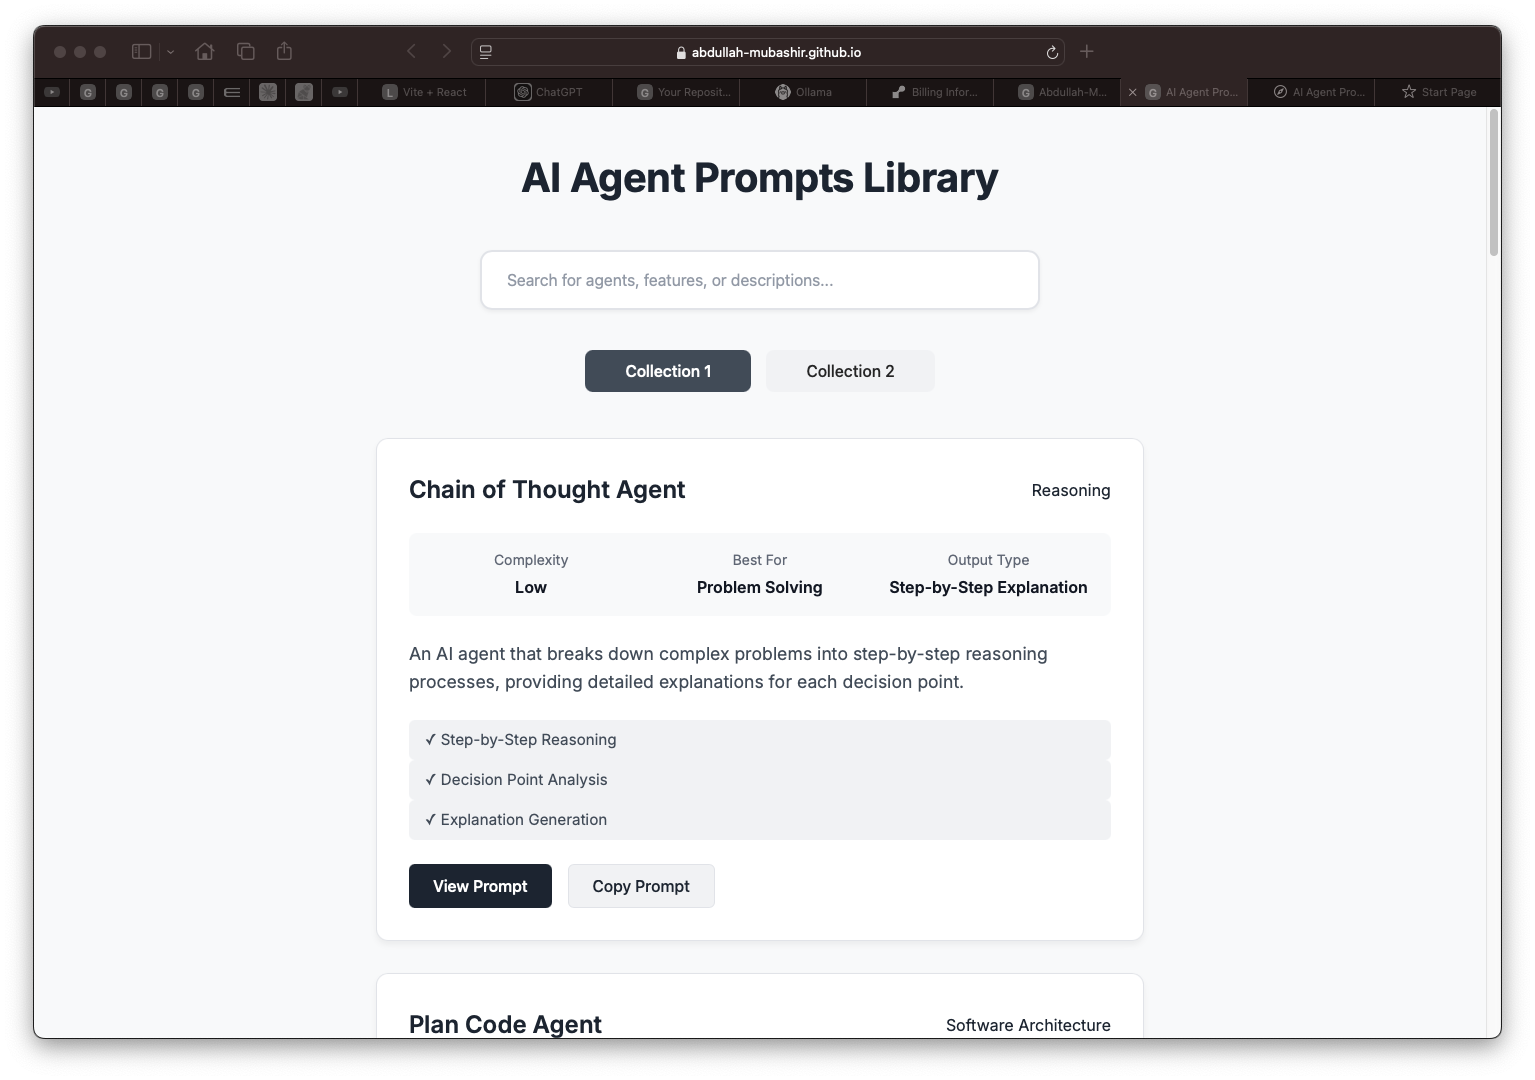 abdullah-mubashir.github.io
G
G
G
G
L Vite + React
ChatGPT
G Your Reposit...
Ollama
Billing Infor...
G Abdullah-M...
G AI Agent Pro...
AI Agent Pro...
Start Page
AI Agent Prompts Library
Search for agents, features, or descriptions...
Collection 1
Collection 2
Chain of Thought Agent
Reasoning
Complexity
Best For
Output Type
Low
Problem Solving
Step-by-Step Explanation
An AI agent that breaks down complex problems into step-by-step reasoning
processes, providing detailed explanations for each decision point.
✓ Step-by-Step Reasoning
✓ Decision Point Analysis
✓ Explanation Generation
View Prompt
Copy Prompt
Plan Code Agent
Software Architecture